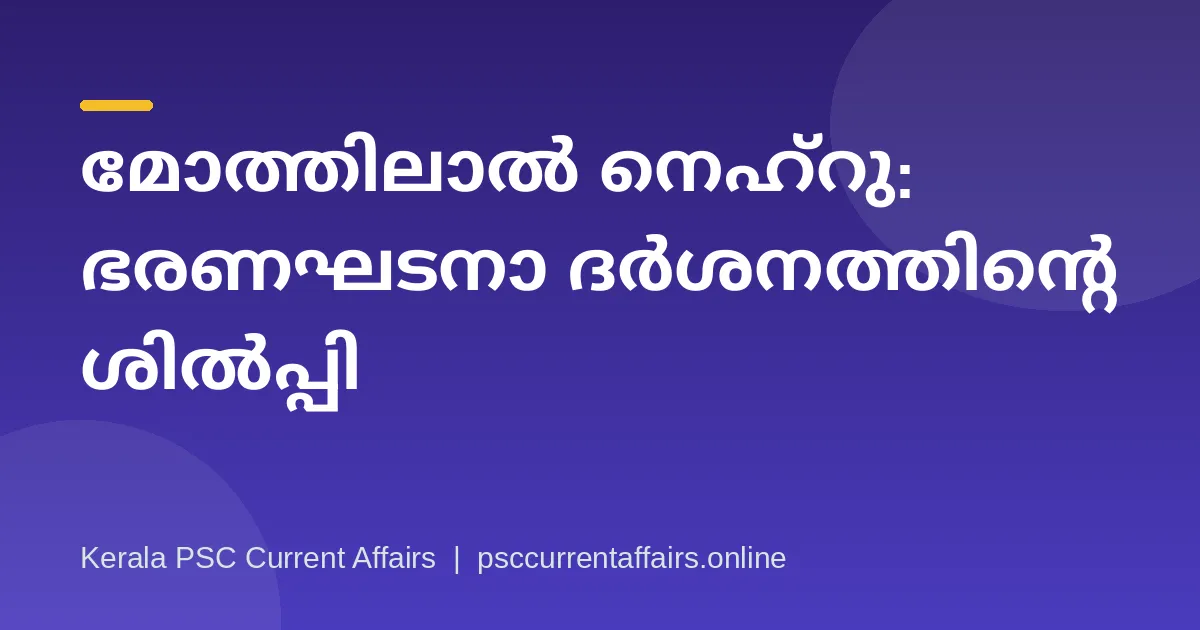 മോത്തിലാൽ നെഹ്റു:
ഭരണഘടനാ ദർശനത്തിന്റെ
ശിൽപ്പി
Kerala PSC Current Affairs | psccurrentaffairs.online